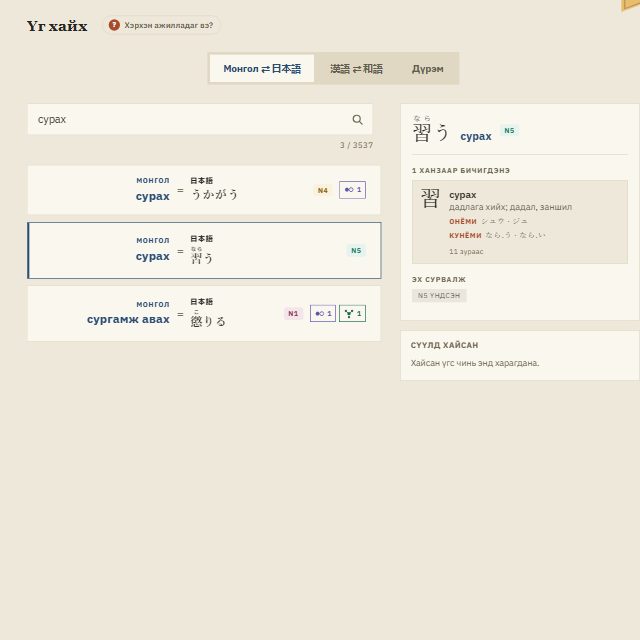 Үг хайх
? Хэрхэн ажилладаг вэ?
Монгол ⇄ 日本語
漢語 ⇄ 和語
Дүрэм
сурах
3 / 3537
МОНГОЛ
сурах
=
日本語
うかがう
N4
1
МОНГОЛ
сурах
=
日本語
なら
習う
N5
МОНГОЛ
сургамж авах
=
日本語
こ
懲りる
N1
1
1
なら
習う
сурах
N5
1 ХАНЗААР БИЧИГДЭНЭ
習
сурах
дадлага хийх; дадал, заншил
ОНЁМИ シュウ · ジュ
КУНЁМИ なら.う · なら.い
11 зураас
ЭХ СУРВАЛЖ
N5 ҮНДСЭН
СҮҮЛД ХАЙСАН
Хайсан үгс чинь энд харагдана.